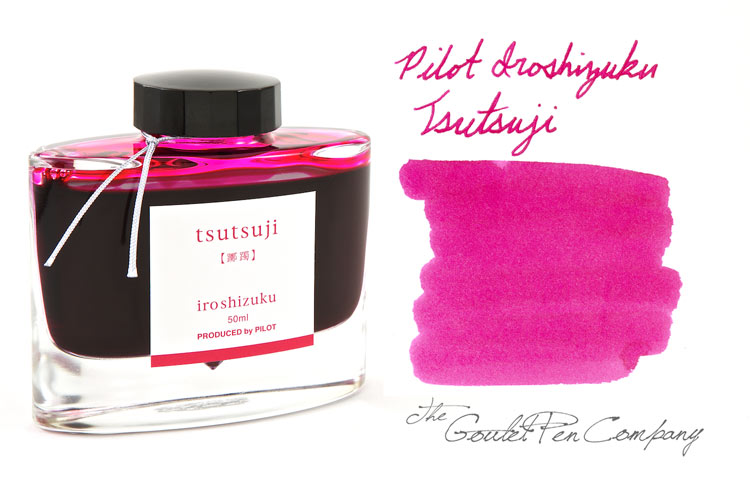 tsutsuji
【躑躅】
iroshizuku
50ml
PRODUCED by PILOT
Pilot Iroshizuku
Tsutsuji
The
Goulet Pen Company